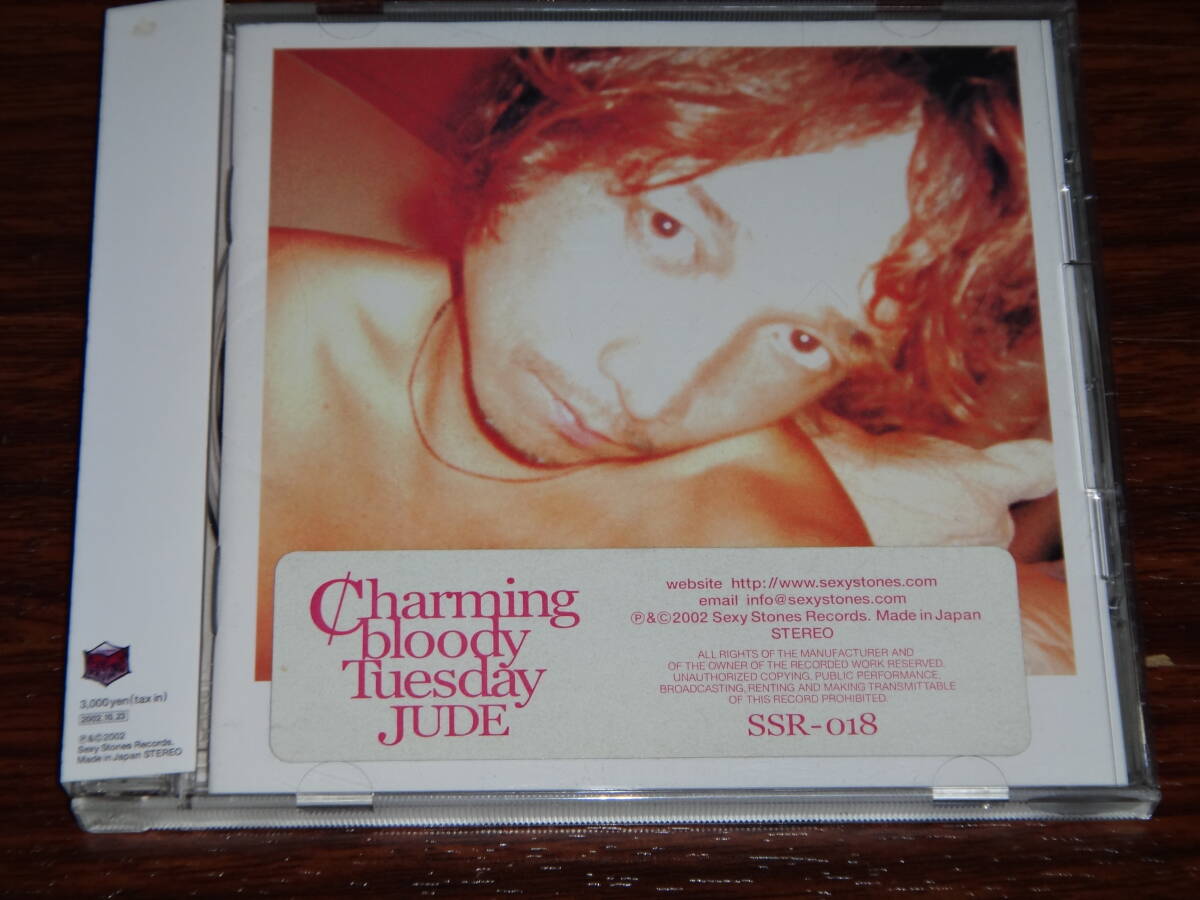 ₵harming
bloody
Tuesday
JUDE
website http://www.sexystones.com
email info@sexystones.com
Ⓟ&©2002 Sexy Stones Records. Made in Japan
STEREO
ALL RIGHTS OF THE MANUFACTURER AND
OF THE OWNER OF THE RECORDED WORK RESERVED.
UNAUTHORIZED COPYING, PUBLIC PERFORMANCE,
BROADCASTING, RENTING AND MAKING TRANSMITTABLE
OF THIS RECORD PROHIBITED.
SSR-018
3,000 yen (tax in)
2002.10.23
Ⓟ&©2002
Sexy Stones Records.
Made in Japan STEREO